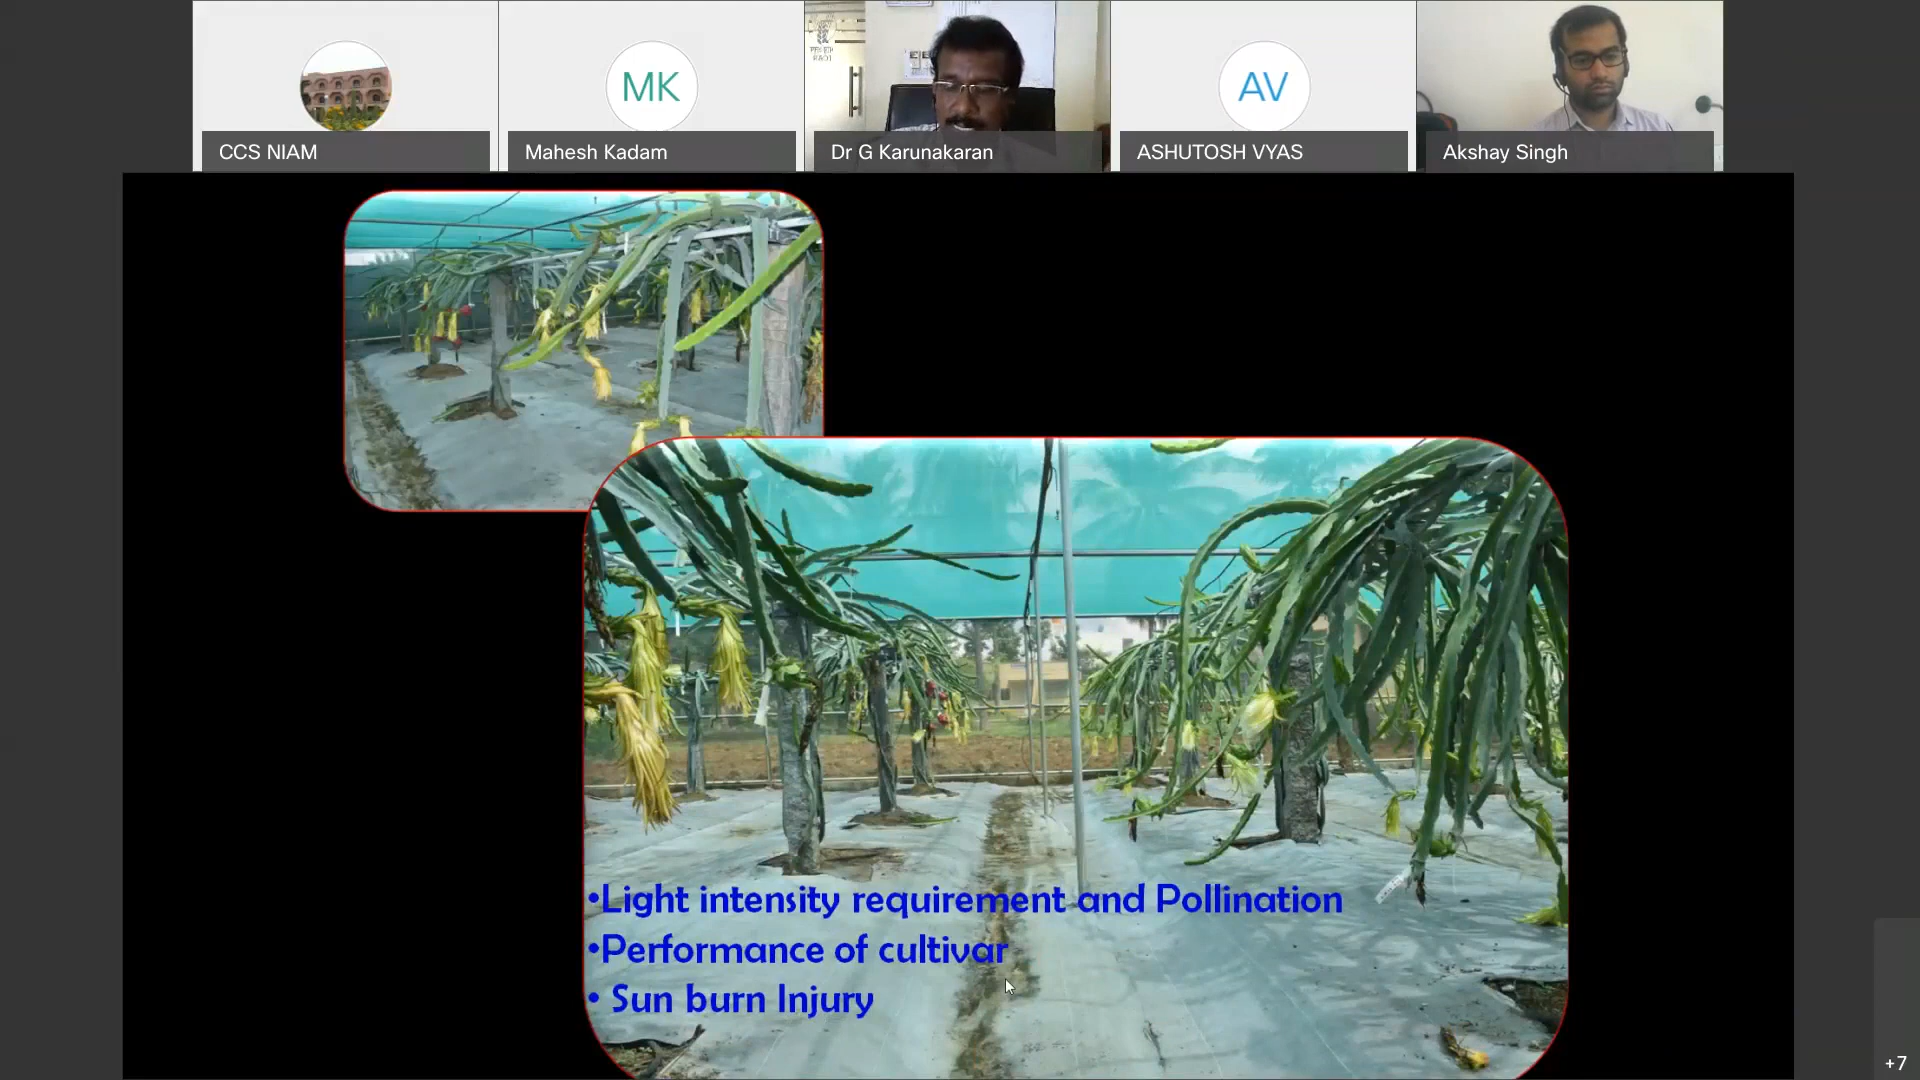 CCS NIAM
MK
Mahesh Kadam
Dr G Karunakaran
AV
ASHUTOSH VYAS
Akshay Singh
•Light intensity requirement and Pollination
•Performance of cultivar
• Sun burn Injury
+7